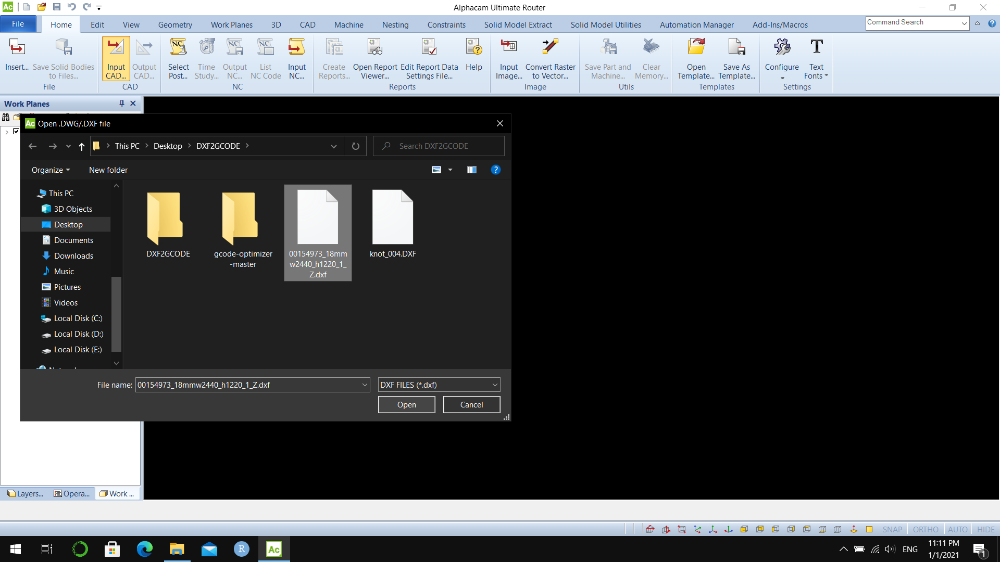 Ac
Alphacam Ultimate Router
File
Home
Edit
View
Geometry
Work Planes
3D
CAD
Machine
Nesting
Constraints
Solid Model Extract
Solid Model Utilities
Automation Manager
Add-Ins/Macros
Command Search
Insert...
Save Solid Bodies
to Files...
File
Input
CAD...
Output
CAD...
CAD
Select
Post...
Time
Study...
Output
NC...
List
NC Code
Input
NC...
NC
Create
Reports...
Open Report
Viewer...
Edit Report Data
Settings File...
Help
Reports
Input
Image...
Convert Raster
to Vector...
Image
Save Part and
Machine...
Clear
Memory...
Utils
Open
Template...
Save As
Template...
Templates
Configure
Text
Fonts
Settings
Work Planes
Ac Open .DWG/.DXF file
This PC
Desktop
DXF2GCODE
Search DXF2GCODE
Organize
New folder
This PC
3D Objects
Desktop
Documents
Downloads
Music
Pictures
Videos
Local Disk (C:)
Local Disk (D:)
Local Disk (E:)
DXF2GCODE
gcode-optimizer
-master
00154973_18mm
w2440_h1220_1_
Z.dxf
knot_004.DXF
File name:
00154973_18mmw2440_h1220_1_Z.dxf
DXF FILES (*.dxf)
Open
Cancel
Layers...
Opera...
Work ...
SNAP
ORTHO
AUTO
HIDE
R
Ac
ENG
11:11 PM
1/1/2021
1